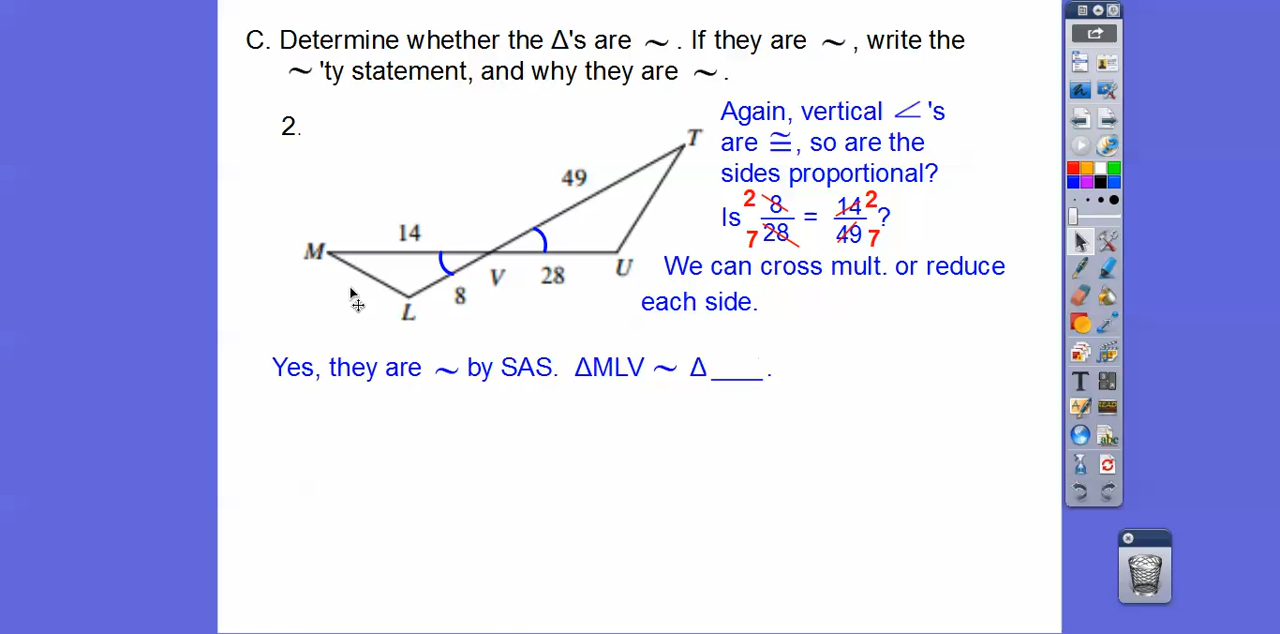 C. Determine whether the Δ's are ~ . If they are ~ , write the
~ 'ty statement, and why they are ~ .
2.
Again, vertical ∠ 's
are ≅, so are the
sides proportional?
Is 2 8/28 7 = 14 2/49 7 ?
We can cross mult. or reduce
each side.
T
49
14
M
V
28
U
8
L
Yes, they are ~ by SAS. ΔMLV ~ Δ____.